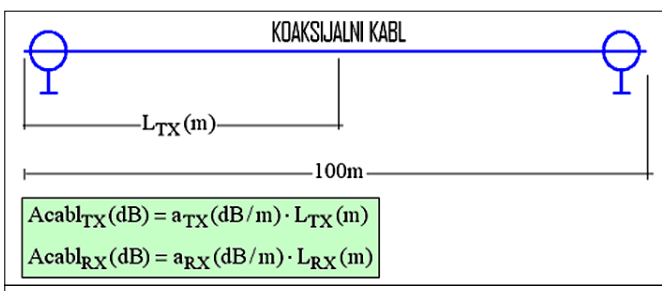 KOAKSIJALNI KABL
LTX(m)
100m
AcablTX(dB) = aTX(dB/m) · LTX(m)
AcablRX(dB) = aRX(dB/m) · LRX(m)